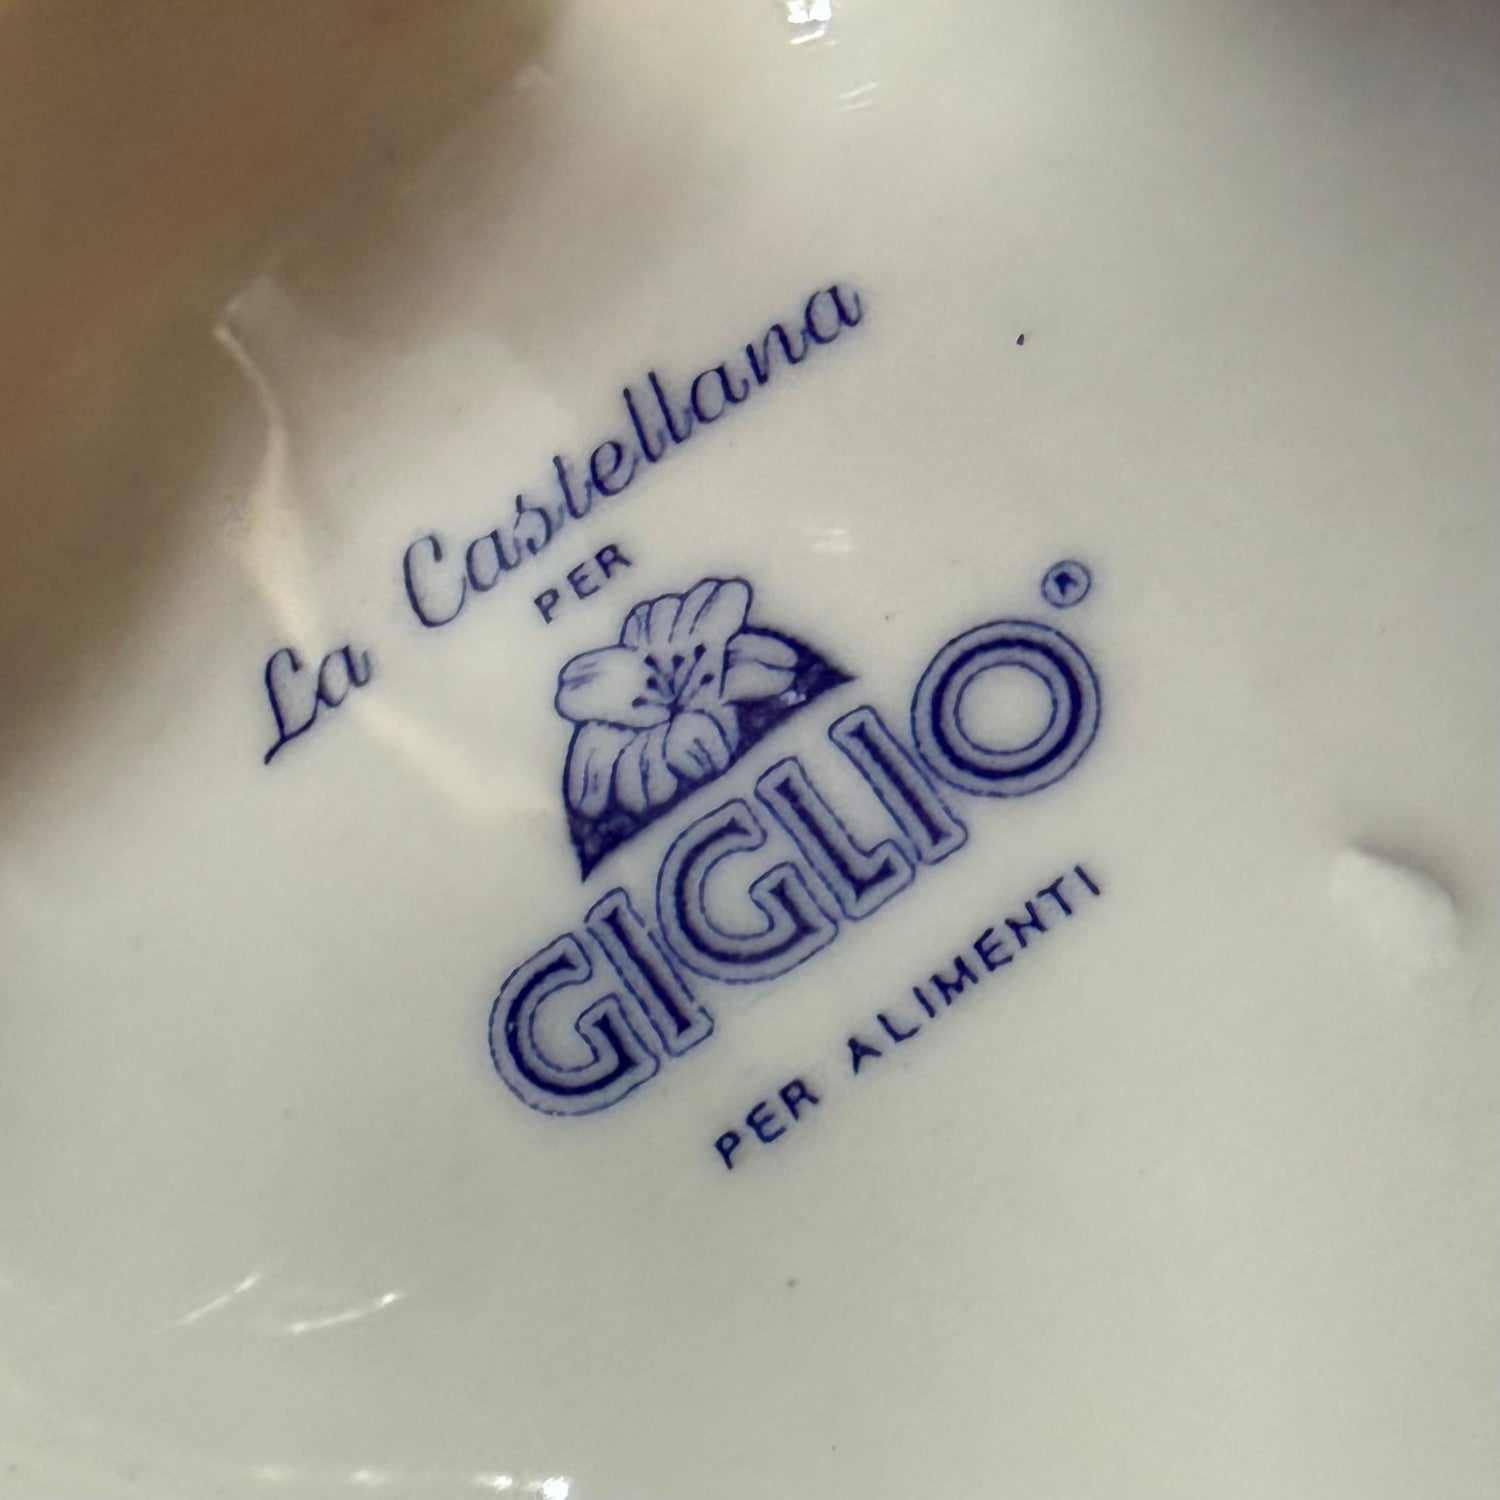 La Castellana
PER
GIGLIO ®
PER ALIMENTI